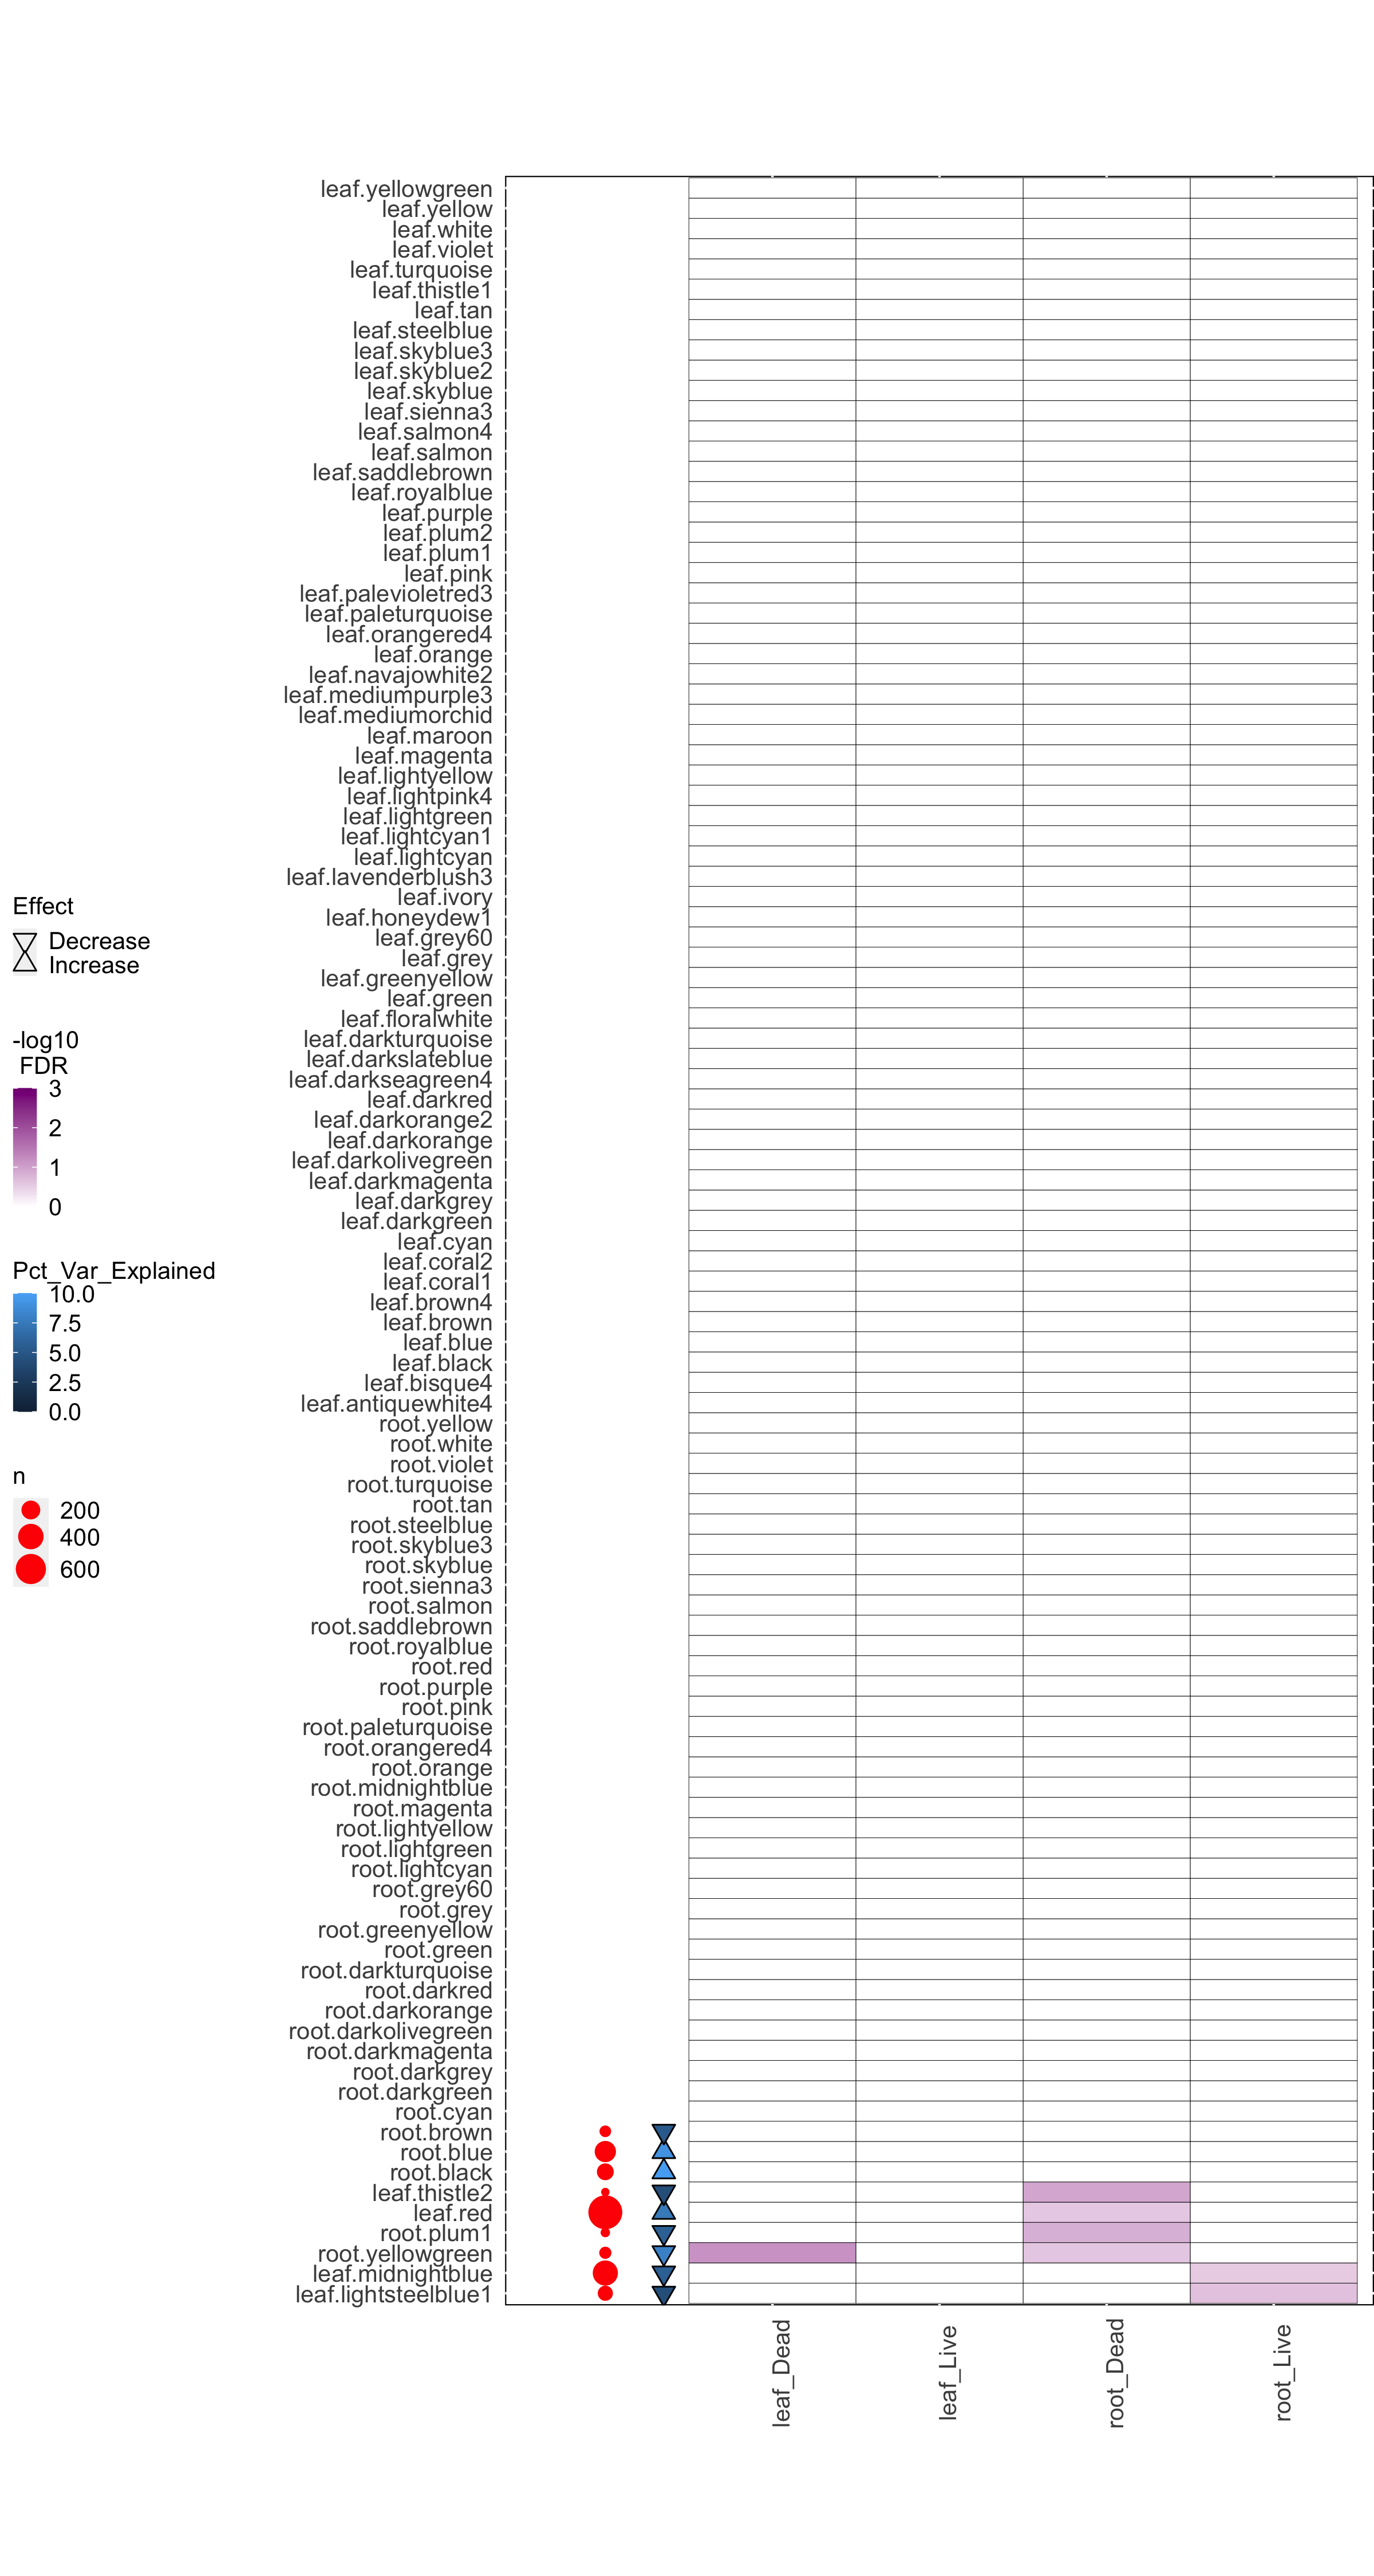 Effect
Decrease
Increase
-log10
FDR
3
2
1
0
Pct_Var_Explained
10.0
7.5
5.0
2.5
0.0
n
200
400
600
leaf.yellowgreen
leaf.yellow
leaf.white
leaf.violet
leaf.turquoise
leaf.thistle1
leaf.tan
leaf.steelblue
leaf.skyblue3
leaf.skyblue2
leaf.skyblue
leaf.sienna3
leaf.salmon4
leaf.salmon
leaf.saddlebrown
leaf.royalblue
leaf.purple
leaf.plum2
leaf.plum1
leaf.pink
leaf.palevioletred3
leaf.paleturquoise
leaf.orangered4
leaf.orange
leaf.navajowhite2
leaf.mediumpurple3
leaf.mediumorchid
leaf.maroon
leaf.magenta
leaf.lightyellow
leaf.lightpink4
leaf.lightgreen
leaf.lightcyan1
leaf.lightcyan
leaf.lavenderblush3
leaf.ivory
leaf.honeydew1
leaf.grey60
leaf.grey
leaf.greenyellow
leaf.green
leaf.floralwhite
leaf.darkturquoise
leaf.darkslateblue
leaf.darkseagreen4
leaf.darkred
leaf.darkorange2
leaf.darkorange
leaf.darkolivegreen
leaf.darkmagenta
leaf.darkgrey
leaf.darkgreen
leaf.cyan
leaf.coral2
leaf.coral1
leaf.brown4
leaf.brown
leaf.blue
leaf.black
leaf.bisque4
leaf.antiquewhite4
root.yellow
root.white
root.violet
root.turquoise
root.tan
root.steelblue
root.skyblue3
root.skyblue
root.sienna3
root.salmon
root.saddlebrown
root.royalblue
root.red
root.purple
root.pink
root.paleturquoise
root.orangered4
root.orange
root.midnightblue
root.magenta
root.lightyellow
root.lightgreen
root.lightcyan
root.grey60
root.grey
root.greenyellow
root.green
root.darkturquoise
root.darkred
root.darkorange
root.darkolivegreen
root.darkmagenta
root.darkgrey
root.darkgreen
root.cyan
root.brown
root.blue
root.black
leaf.thistle2
leaf.red
root.plum1
root.yellowgreen
leaf.midnightblue
leaf.lightsteelblue1
leaf_Dead
leaf_Live
root_Dead
root_Live